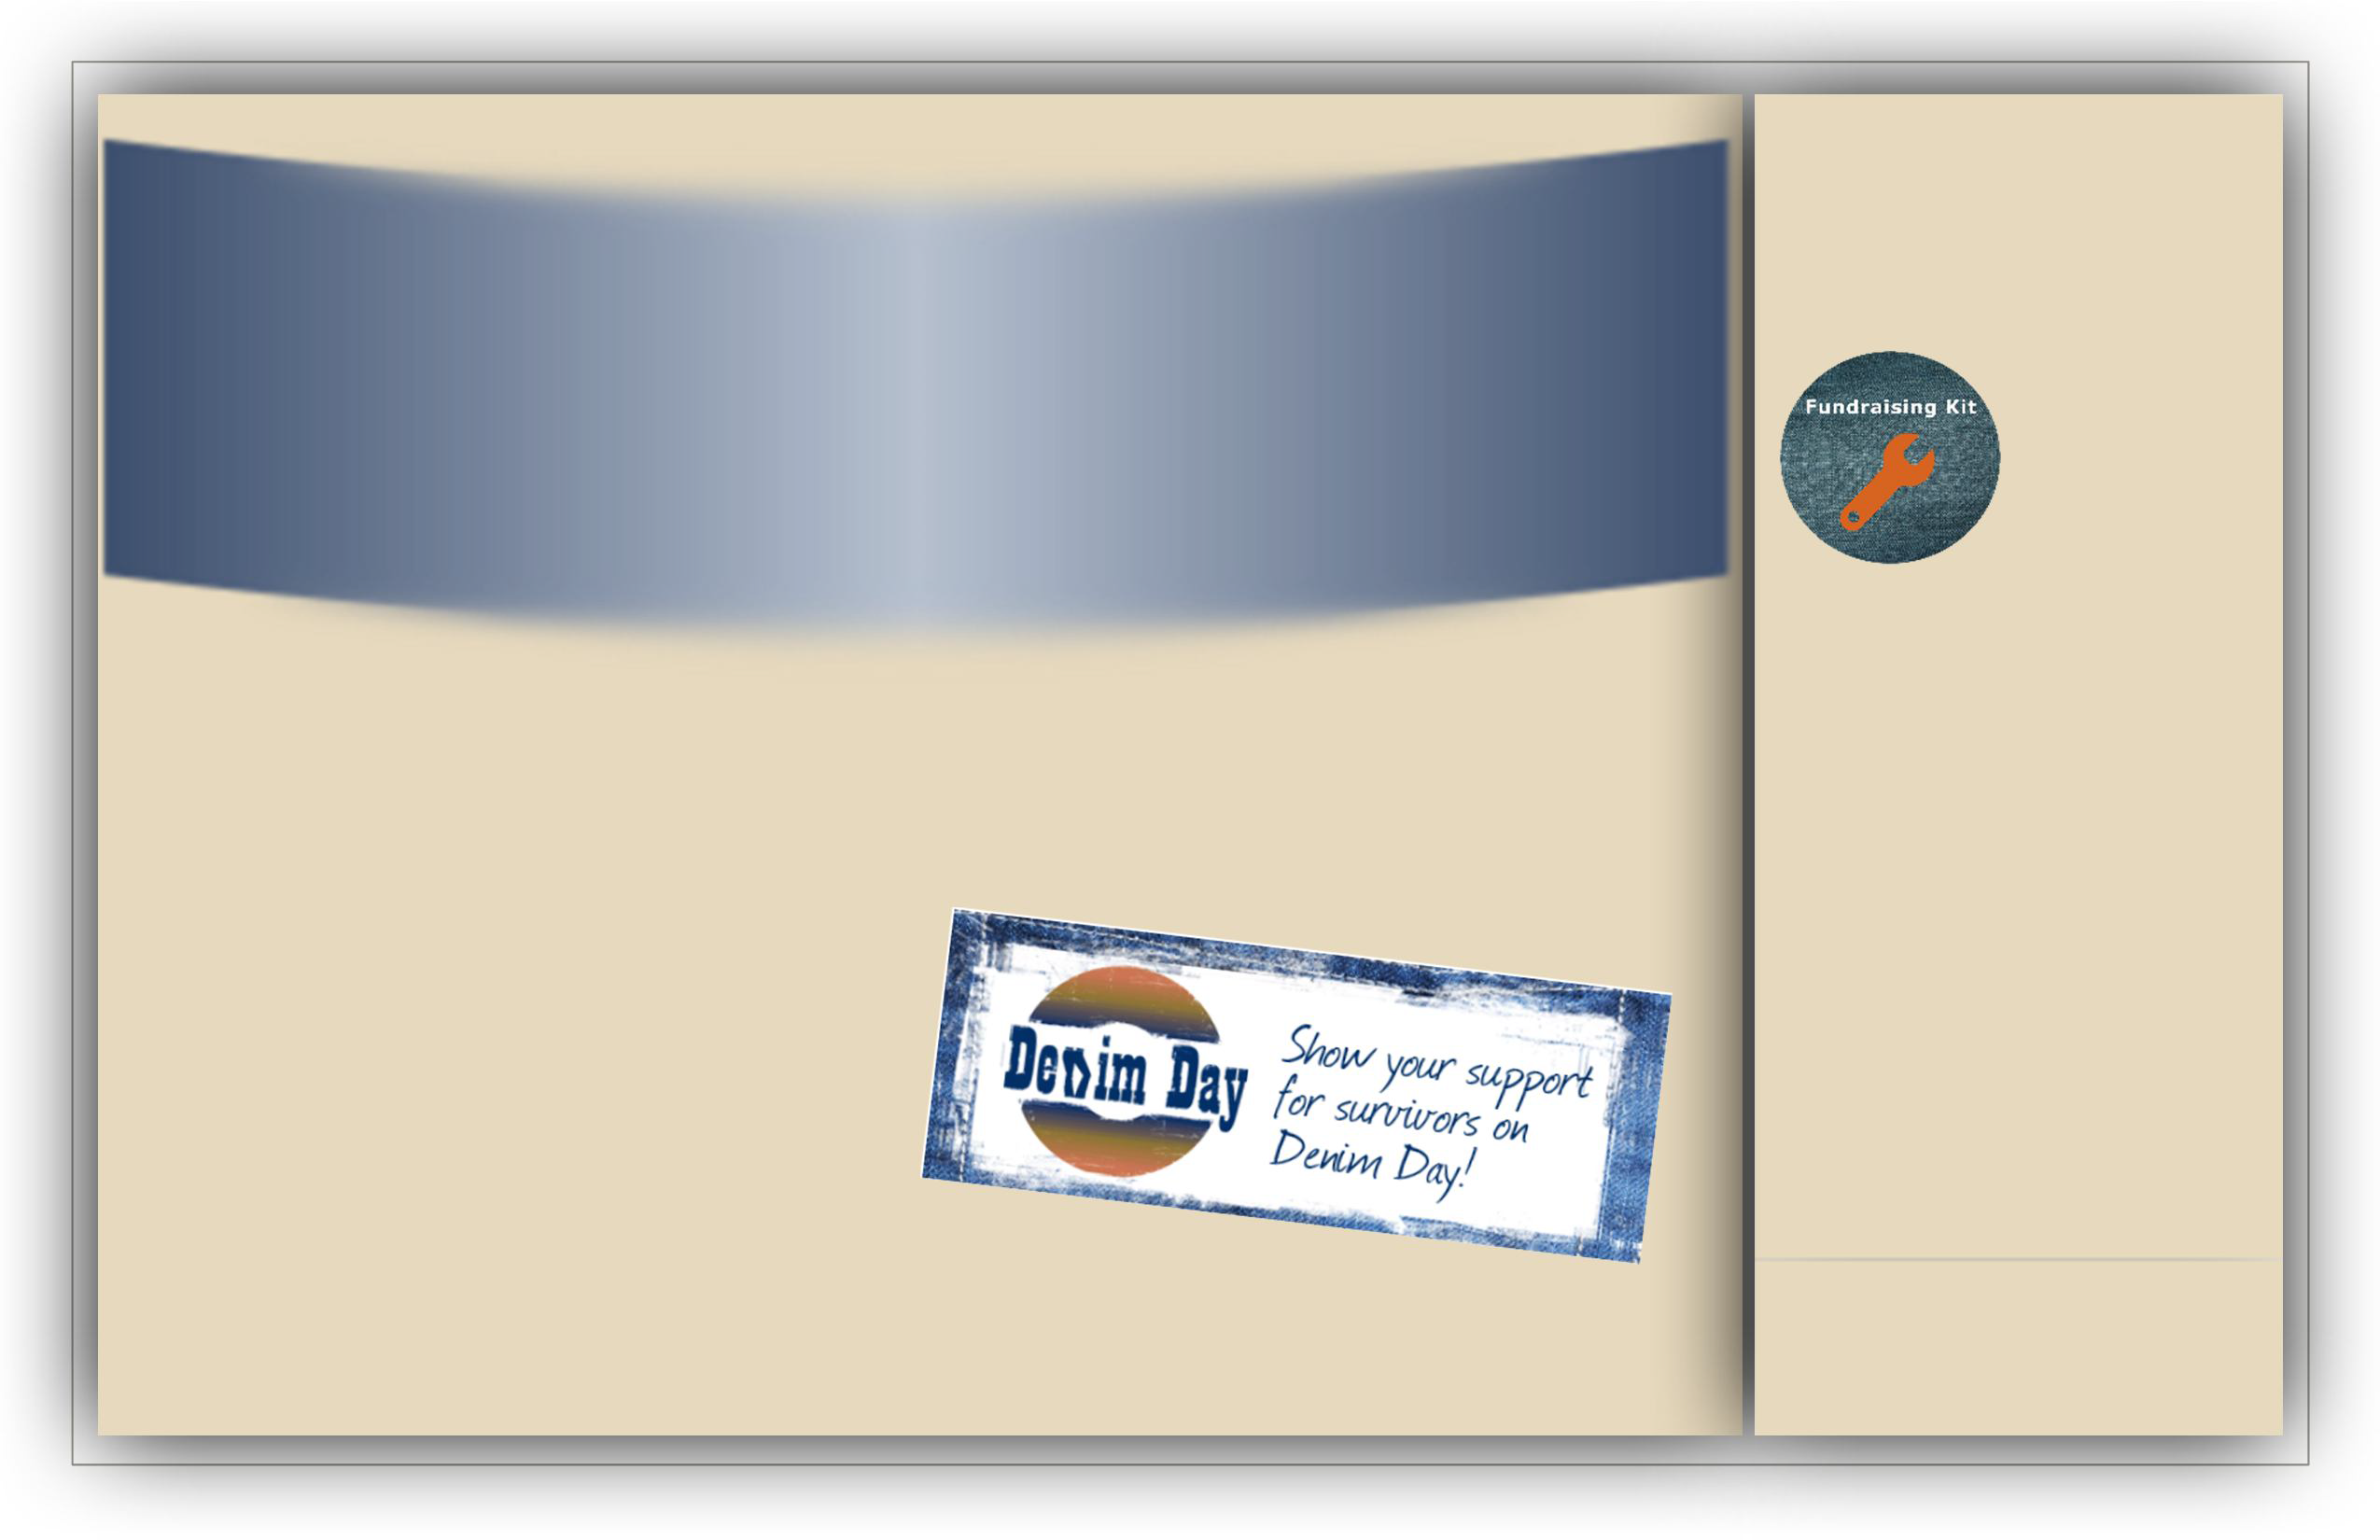 Fundraising Kit
Denim Day
Show your support
for survivors on
Denim Day!